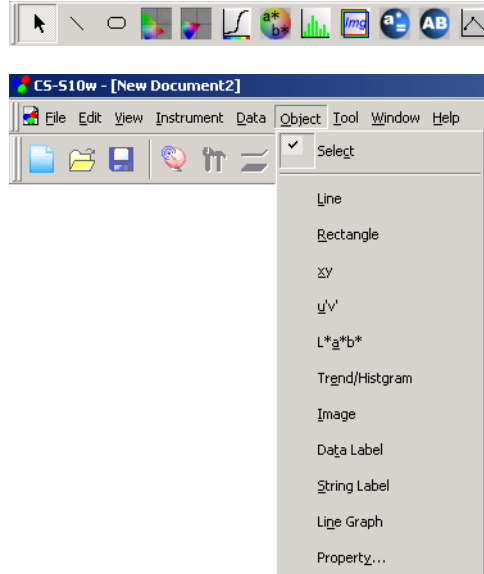 a*
b*
Img
a=
AB
CS-S10w - [New Document2]
File Edit View Instrument Data Object Tool Window Help
Select
Line
Rectangle
xy
u'v'
L*a*b*
Trend/Histgram
Image
Data Label
String Label
Line Graph
Property...